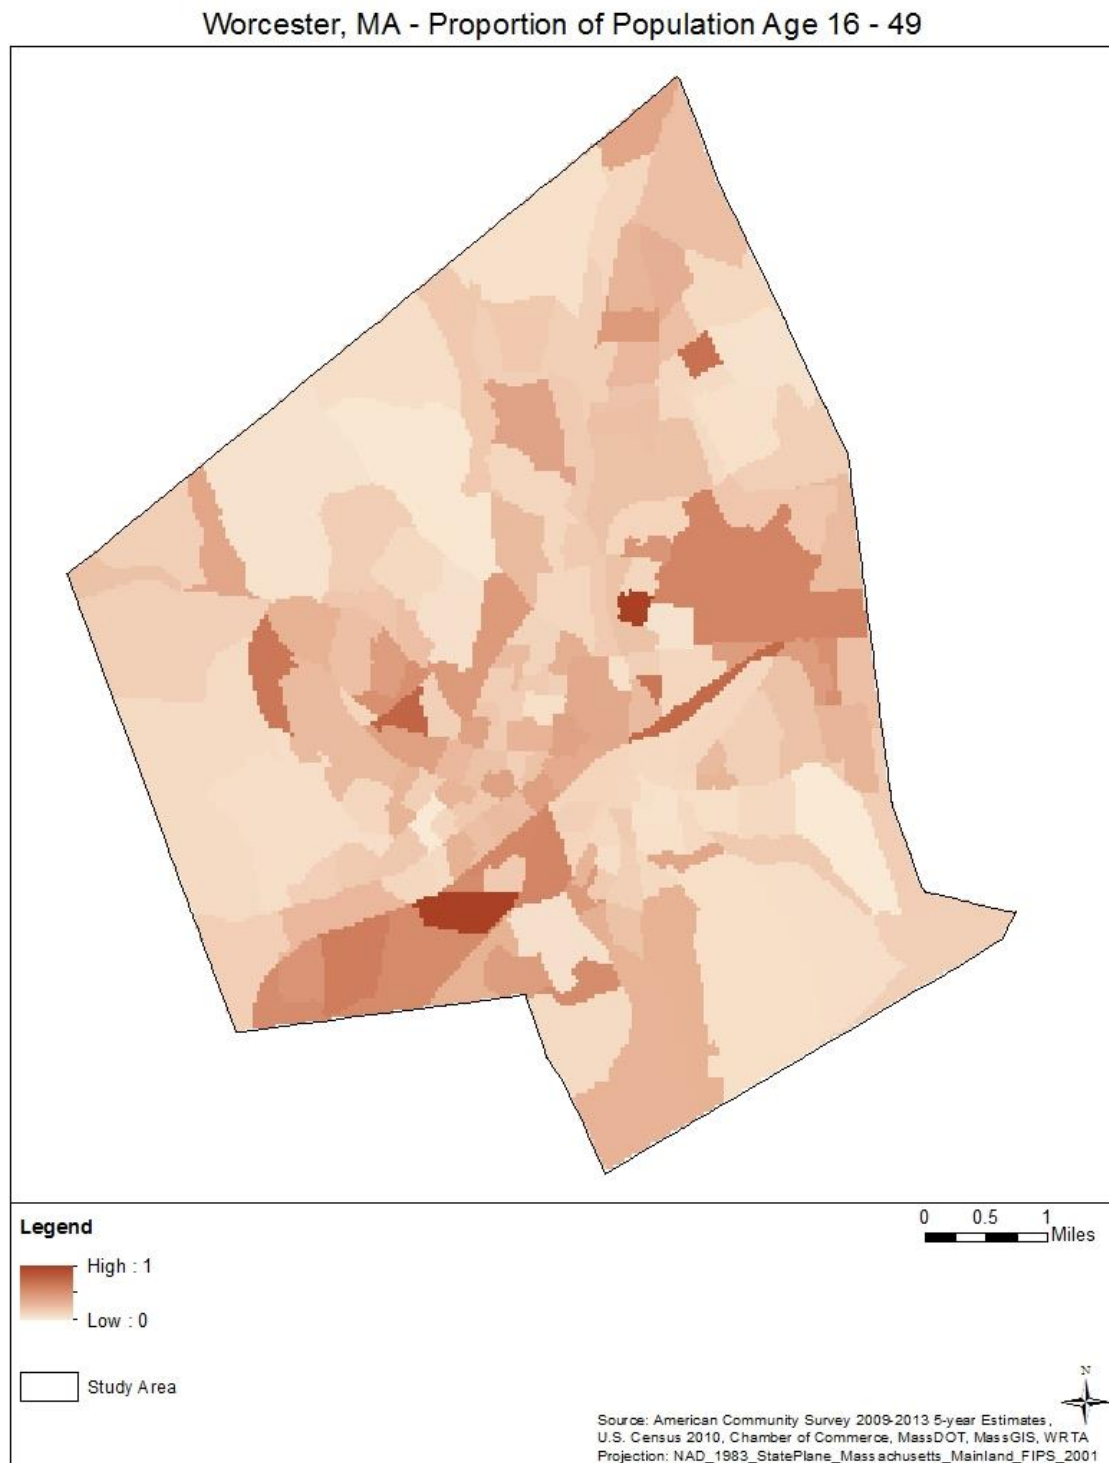 Worcester, MA - Proportion of Population Age 16 - 49
Legend
High : 1
Low : 0
Study Area
0 0.5 1
Miles
N
Source: American Community Survey 2009-2013 5-year Estimates,
U.S. Census 2010, Chamber of Commerce, MassDOT, MassGIS, WRTA
Projection: NAD_1983_StatePlane_Massachusetts_Mainland_FIPS_2001